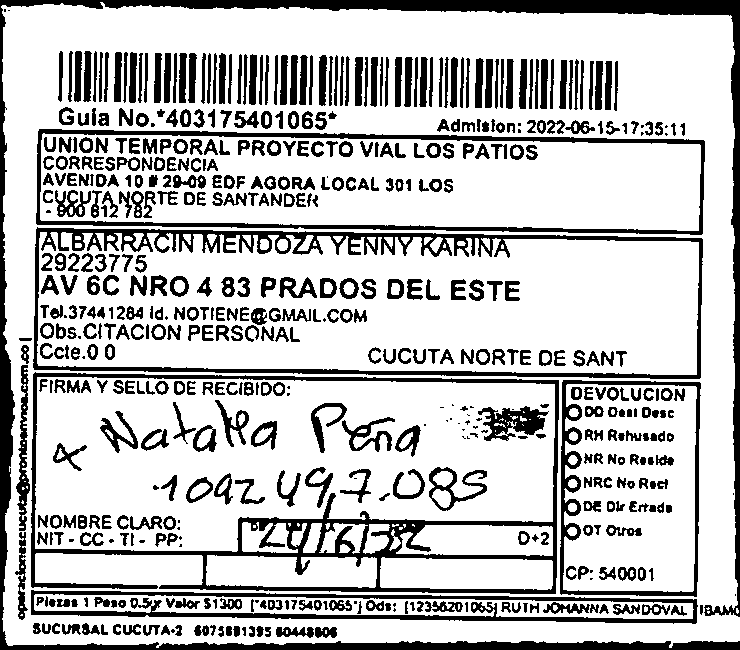 Guia No.*403175401065*
Admision: 2022-06-15-17:35:11
UNION TEMPORAL PROYECTO VIAL LOS PATIOS
CORRESPONDENCIA
AVENIDA 10 # 29-09 EDF AGORA LOCAL 301 LOS
CUCUTA NORTE DE SANTANDER
- 900 812 782
ALBARRACIN MENDOZA YENNY KARINA
29223775
AV 6C NRO 4 83 PRADOS DEL ESTE
Tel.37441284 id. NOTIENE@GMAIL.COM
Obs.CITACION PERSONAL
Ccte.0 0
CUCUTA NORTE DE SANT
FIRMA Y SELLO DE RECIBIDO:
Natalia Peña
1092 497.085
NOMBRE CLARO:
NIT - CC - TI - PP:
D+2
DEVOLUCION
DD Desi Desc
RH Rehusado
NR No Reside
NRC No Recl
DE Dir Errada
OT Otros
CP: 540001
operacionescucuta@prontoenvios.com.co
Piezas 1 Peso 0.5gr Valor $1300 [*403175401065*] Ods: [12356201065] RUTH JOHANNA SANDOVAL
SUCURSAL CUCUTA-2